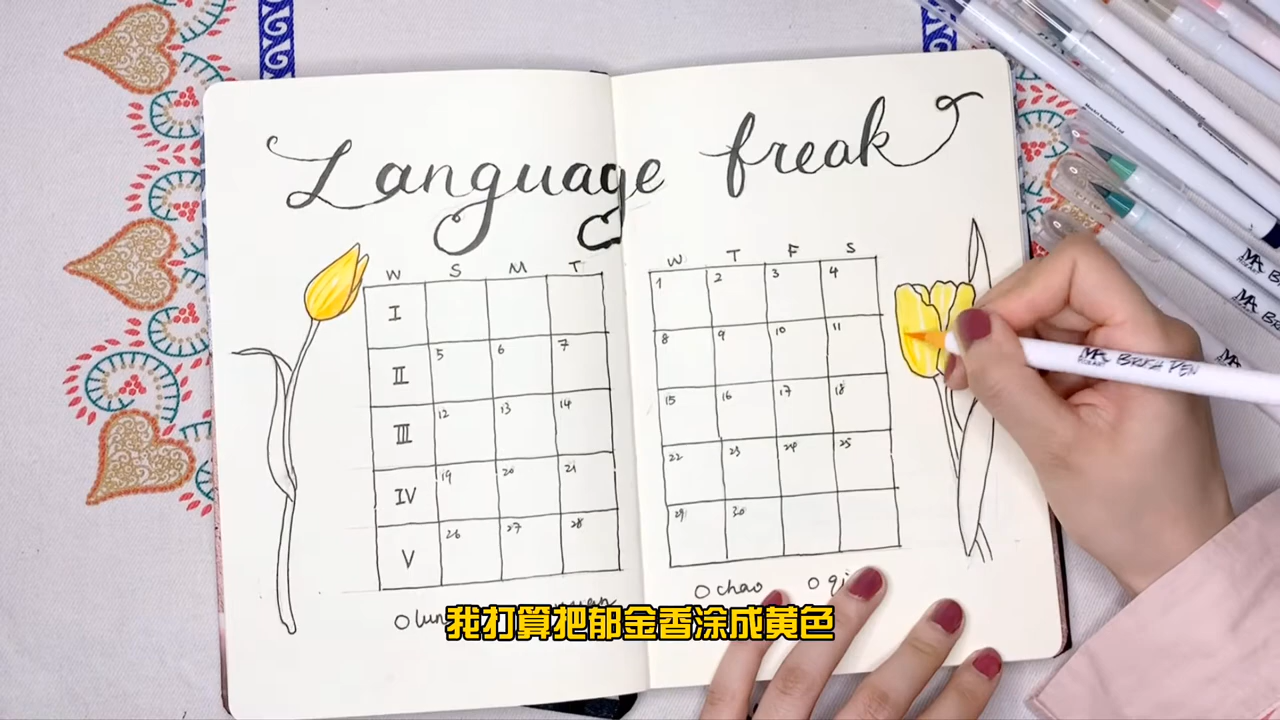 Language freak
W S M T W T F S
I 1 2 3 4
II 5 6 7 8 9 10 11
III 12 13 14 15 16 17 18
IV 19 20 21 22 23 24 25
V 26 27 28 29 30
chao
我打算把郁金香涂成黄色
BRUSH PEN